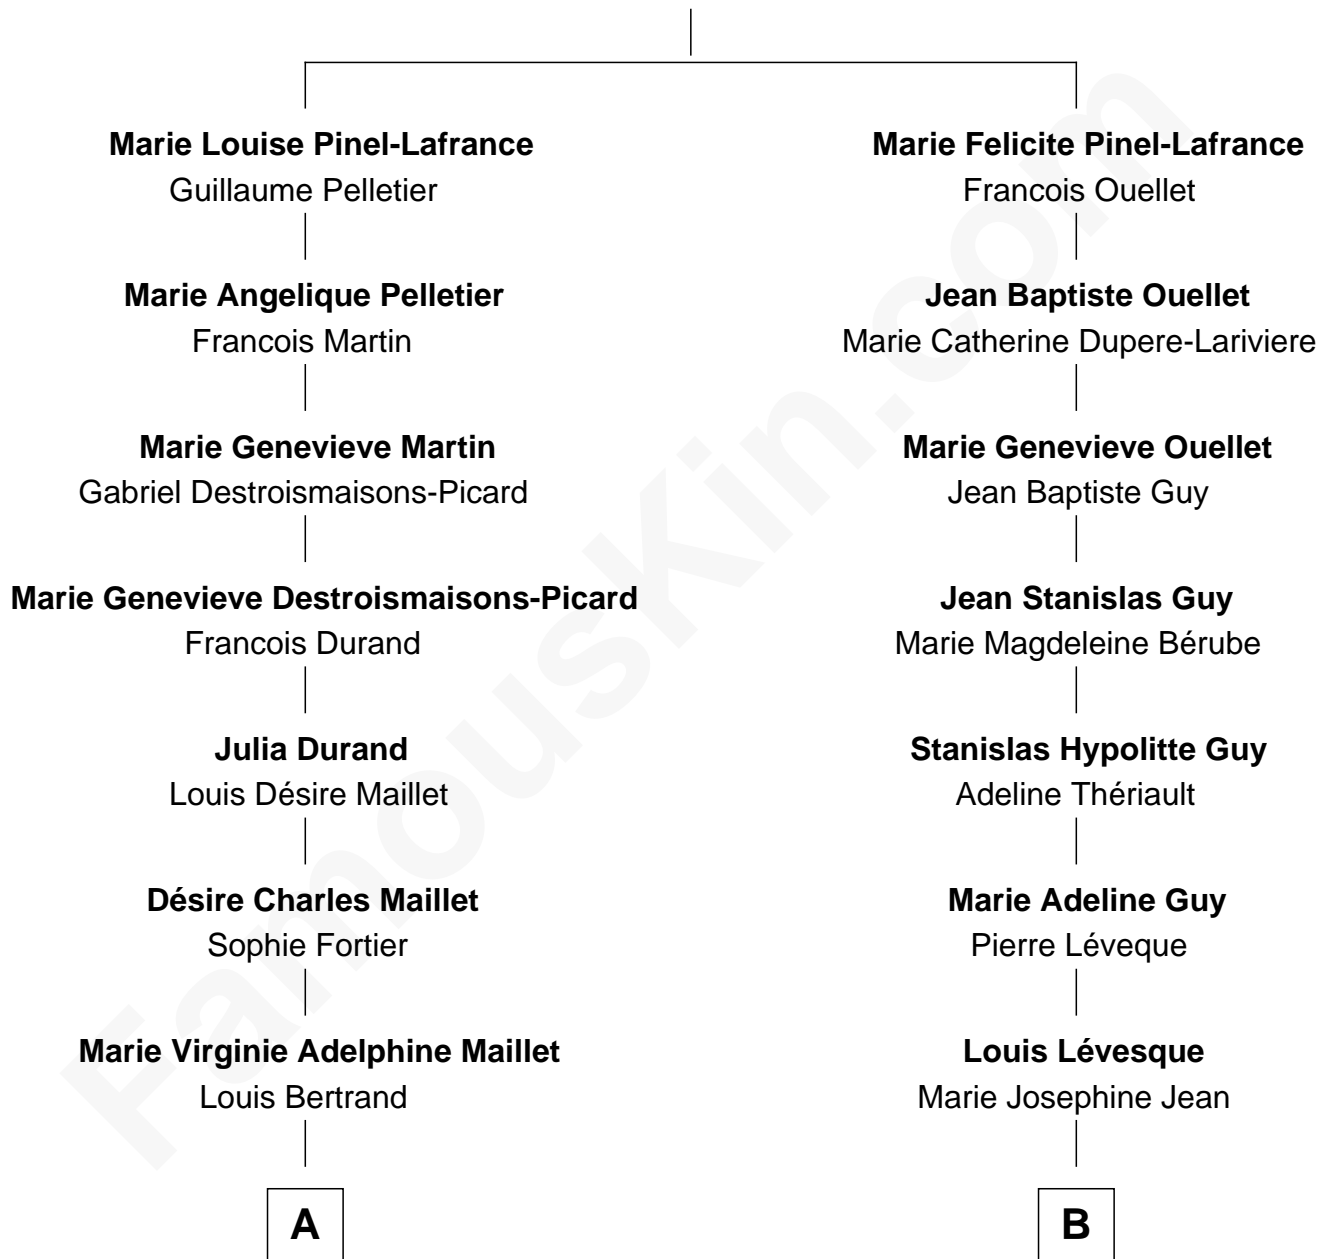 Marie Louise Pinel-Lafrance
Guillaume Pelletier
Marie Angelique Pelletier
Francois Martin
Marie Genevieve Martin
Gabriel Destroismaisons-Picard
Marie Genevieve Destroismaisons-Picard
Francois Durand
Julia Durand
Louis Désire Maillet
Désire Charles Maillet
Sophie Fortier
Marie Virginie Adelphine Maillet
Louis Bertrand
A
Marie Felicite Pinel-Lafrance
Francois Ouellet
Jean Baptiste Ouellet
Marie Catherine Dupere-Lariviere
Marie Genevieve Ouellet
Jean Baptiste Guy
Jean Stanislas Guy
Marie Magdeleine Bérube
Stanislas Hypolitte Guy
Adeline Thériault
Marie Adeline Guy
Pierre Léveque
Louis Lévesque
Marie Josephine Jean
B
FamousKin.com